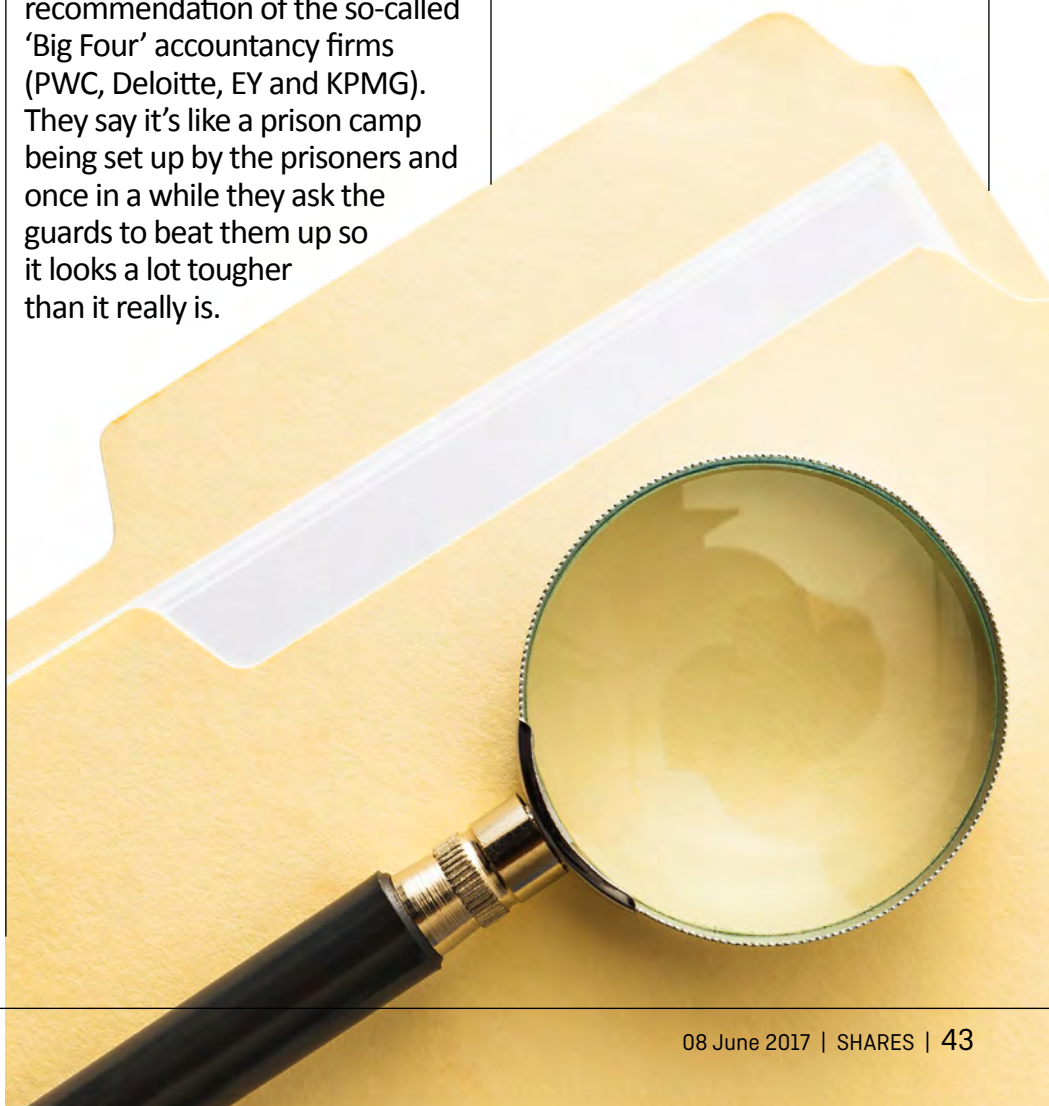 recommendation of the so-called
‘Big Four’ accountancy firms
(PWC, Deloitte, EY and KPMG).
They say it’s like a prison camp
being set up by the prisoners and
once in a while they ask the
guards to beat them up so
it looks a lot tougher
than it really is.
08 June 2017 | SHARES | 43